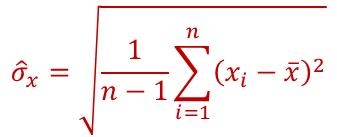 σ̂ₓ = √(1/(n − 1) ∑ᵢ₌₁ⁿ (xᵢ − x̄)²)